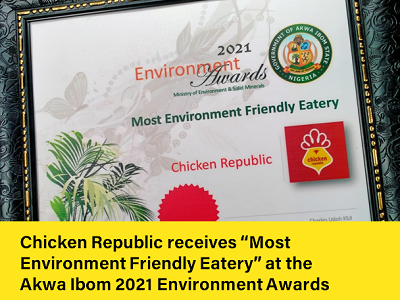 2021
Environment
Awards
Ministry of Environment & Solid Minerals
GOVERNMENT OF AKWA IBOM STATE
NIGERIA
Most Environment Friendly Eatery
Chicken Republic
chicken
Chicken Republic receives “Most
Environment Friendly Eatery” at the
Akwa Ibom 2021 Environment Awards